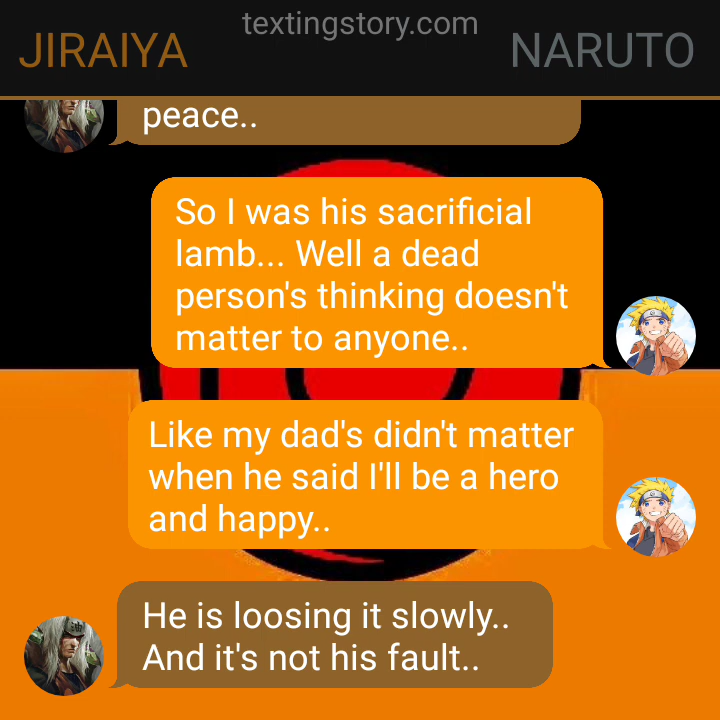 textingstory.com
JIRAIYA
NARUTO
peace..
So I was his sacrificial
lamb... Well a dead
person's thinking doesn't
matter to anyone..
Like my dad's didn't matter
when he said I'll be a hero
and happy..
He is loosing it slowly..
And it's not his fault..